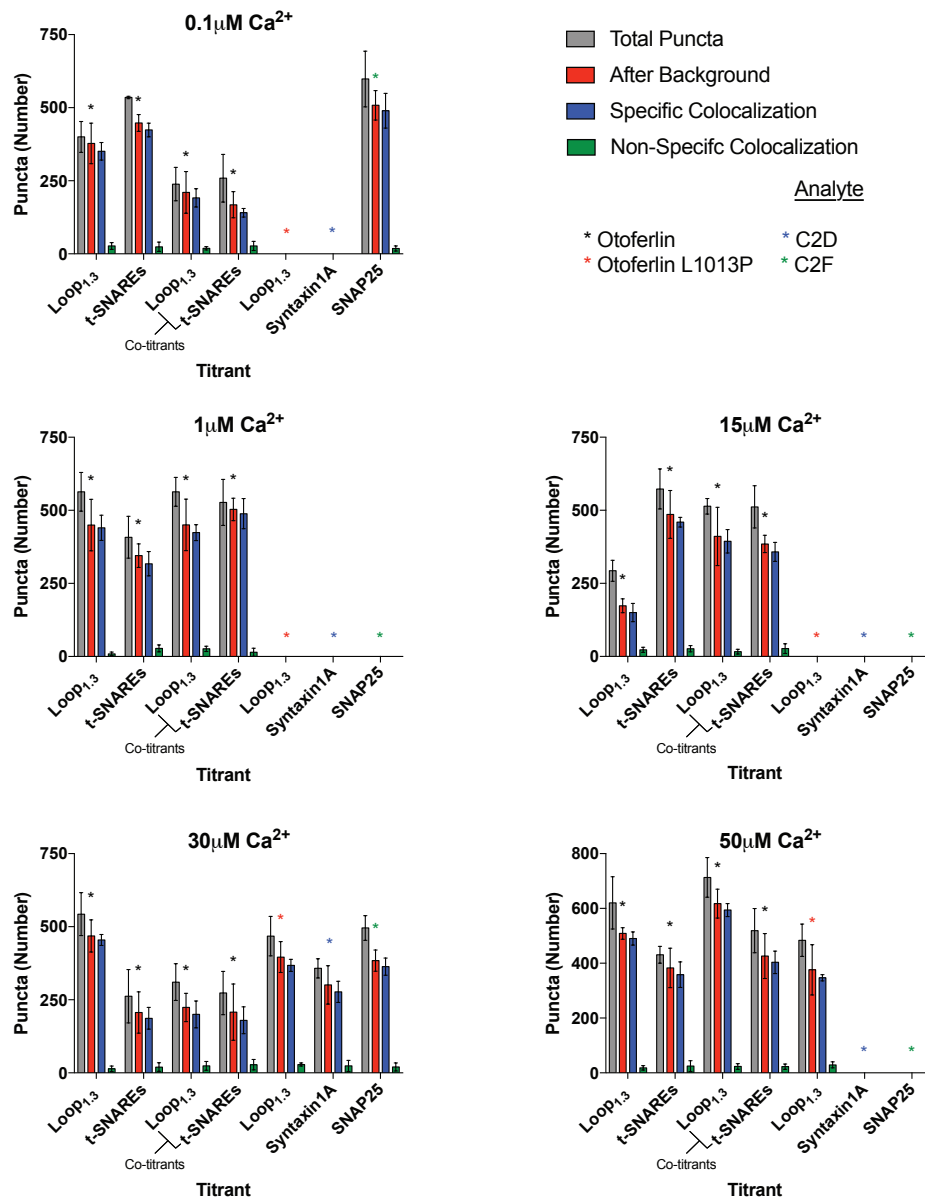 0.1μM Ca²⁺
Puncta (Number)
750
500
250
0
Loop₁.₃
t-SNAREs
Loop₁.₃
t-SNAREs
Loop₁.₃
Syntaxin1A
SNAP25
Co-titrants
Titrant
* * * * * * *
Total Puncta
After Background
Specific Colocalization
Non-Specifc Colocalization
Analyte
* Otoferlin
* C2D
* Otoferlin L1013P
* C2F
1μM Ca²⁺
Puncta (Number)
750
500
250
0
* * * * * * *
Loop₁.₃
t-SNAREs
Loop₁.₃
t-SNAREs
Loop₁.₃
Syntaxin1A
SNAP25
Co-titrants
Titrant
15μM Ca²⁺
Puncta (Number)
750
500
250
0
* * * * * * *
Loop₁.₃
t-SNAREs
Loop₁.₃
t-SNAREs
Loop₁.₃
Syntaxin1A
SNAP25
Co-titrants
Titrant
30μM Ca²⁺
Puncta (Number)
750
500
250
0
* * * * * * *
Loop₁.₃
t-SNAREs
Loop₁.₃
t-SNAREs
Loop₁.₃
Syntaxin1A
SNAP25
Co-titrants
Titrant
50μM Ca²⁺
Puncta (Number)
800
600
400
200
0
* * * * * * *
Loop₁.₃
t-SNAREs
Loop₁.₃
t-SNAREs
Loop₁.₃
Syntaxin1A
SNAP25
Co-titrants
Titrant